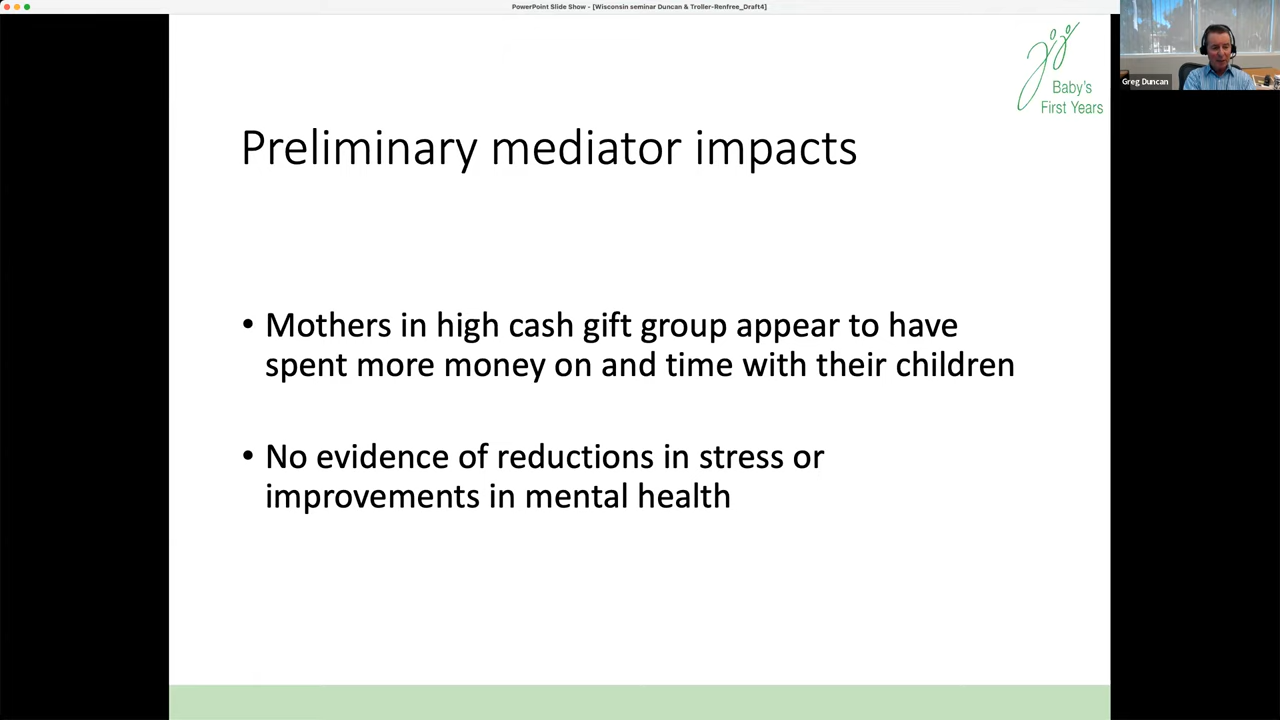 PowerPoint Slide Show - [Wisconsin seminar Duncan & Troller-Renfree_Draft4]
Greg Duncan
Baby's
First Years
Preliminary mediator impacts
• Mothers in high cash gift group appear to have
spent more money on and time with their children
• No evidence of reductions in stress or
improvements in mental health